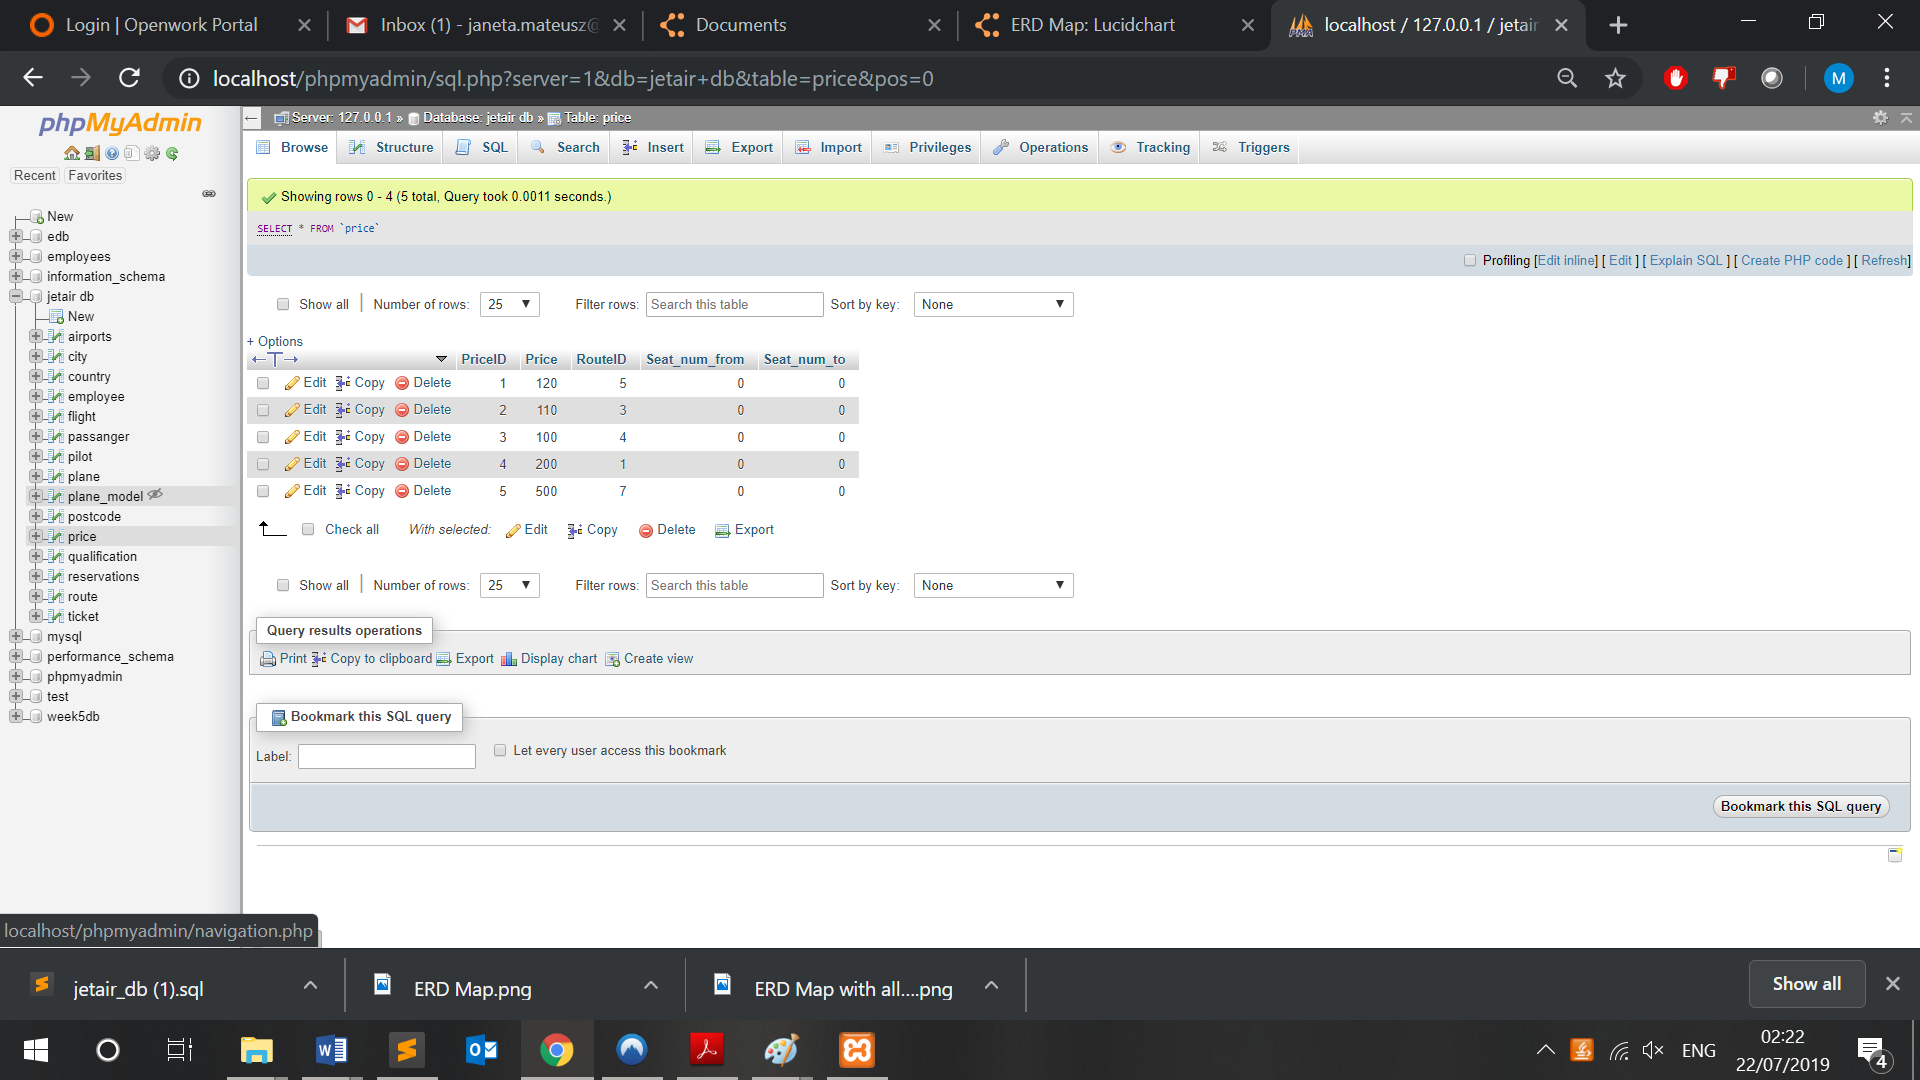 Login | Openwork Portal
Inbox (1) - janeta.mateusz@
Documents
ERD Map: Lucidchart
localhost / 127.0.0.1 / jetair
localhost/phpmyadmin/sql.php?server=1&db=jetair+db&table=price&pos=0
M
phpMyAdmin
Recent
Favorites
New
edb
employees
information_schema
jetair db
New
airports
city
country
employee
flight
passanger
pilot
plane
plane_model
postcode
price
qualification
reservations
route
ticket
mysql
performance_schema
phpmyadmin
test
week5db
Server: 127.0.0.1 » Database: jetair db » Table: price
Browse Structure SQL Search Insert Export Import Privileges Operations Tracking Triggers
Showing rows 0 - 4 (5 total, Query took 0.0011 seconds.)
SELECT * FROM `price`
Profiling [Edit inline] [ Edit ] [ Explain SQL ] [ Create PHP code ] [ Refresh]
Show all Number of rows: 25 Filter rows: Search this table Sort by key: None
+ Options
PriceID Price RouteID Seat_num_from Seat_num_to
Edit Copy Delete 1 120 5 0 0
Edit Copy Delete 2 110 3 0 0
Edit Copy Delete 3 100 4 0 0
Edit Copy Delete 4 200 1 0 0
Edit Copy Delete 5 500 7 0 0
Check all With selected: Edit Copy Delete Export
Show all Number of rows: 25 Filter rows: Search this table Sort by key: None
Query results operations
Print Copy to clipboard Export Display chart Create view
Bookmark this SQL query
Label: Let every user access this bookmark
Bookmark this SQL query
localhost/phpmyadmin/navigation.php
jetair_db (1).sql
ERD Map.png
ERD Map with all....png
Show all
ENG
02:22
22/07/2019
4